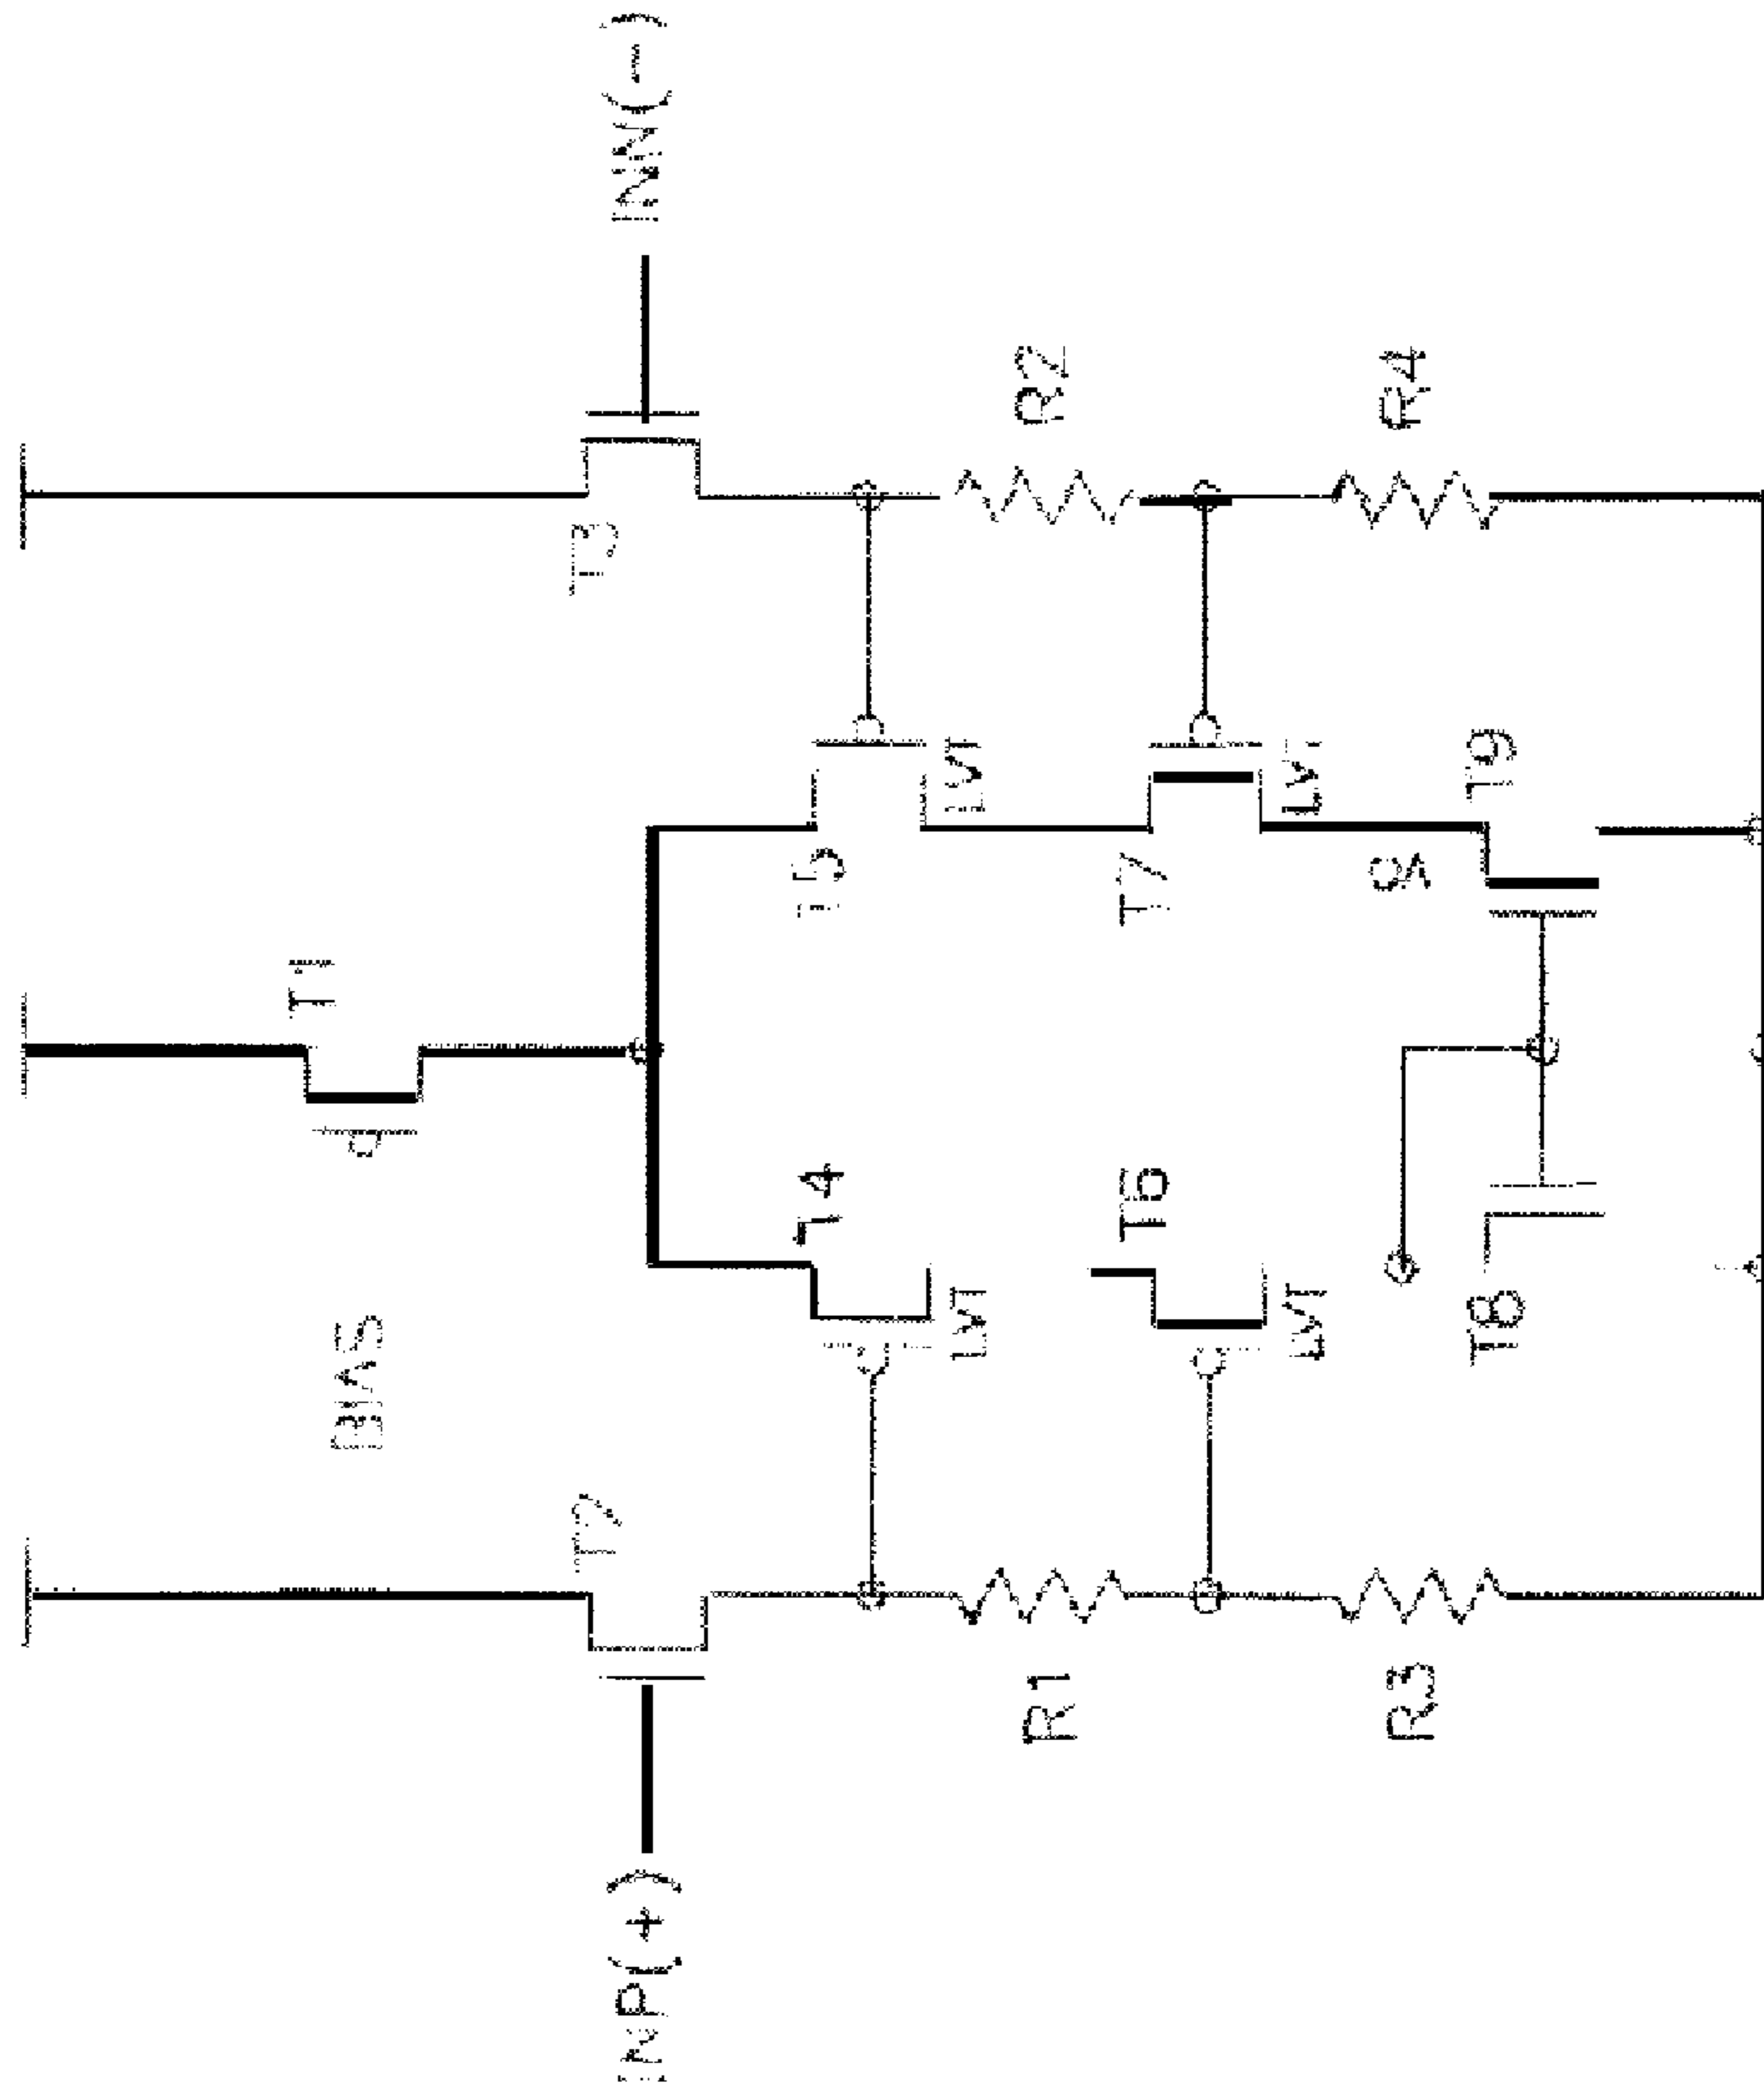 INN(-)
R2
R4
T3
LVT
LVT
T9
T5
T7
T1
T4
T6
LVT
LVT
T8
BIAS
T2
R1
R3
INP(+)